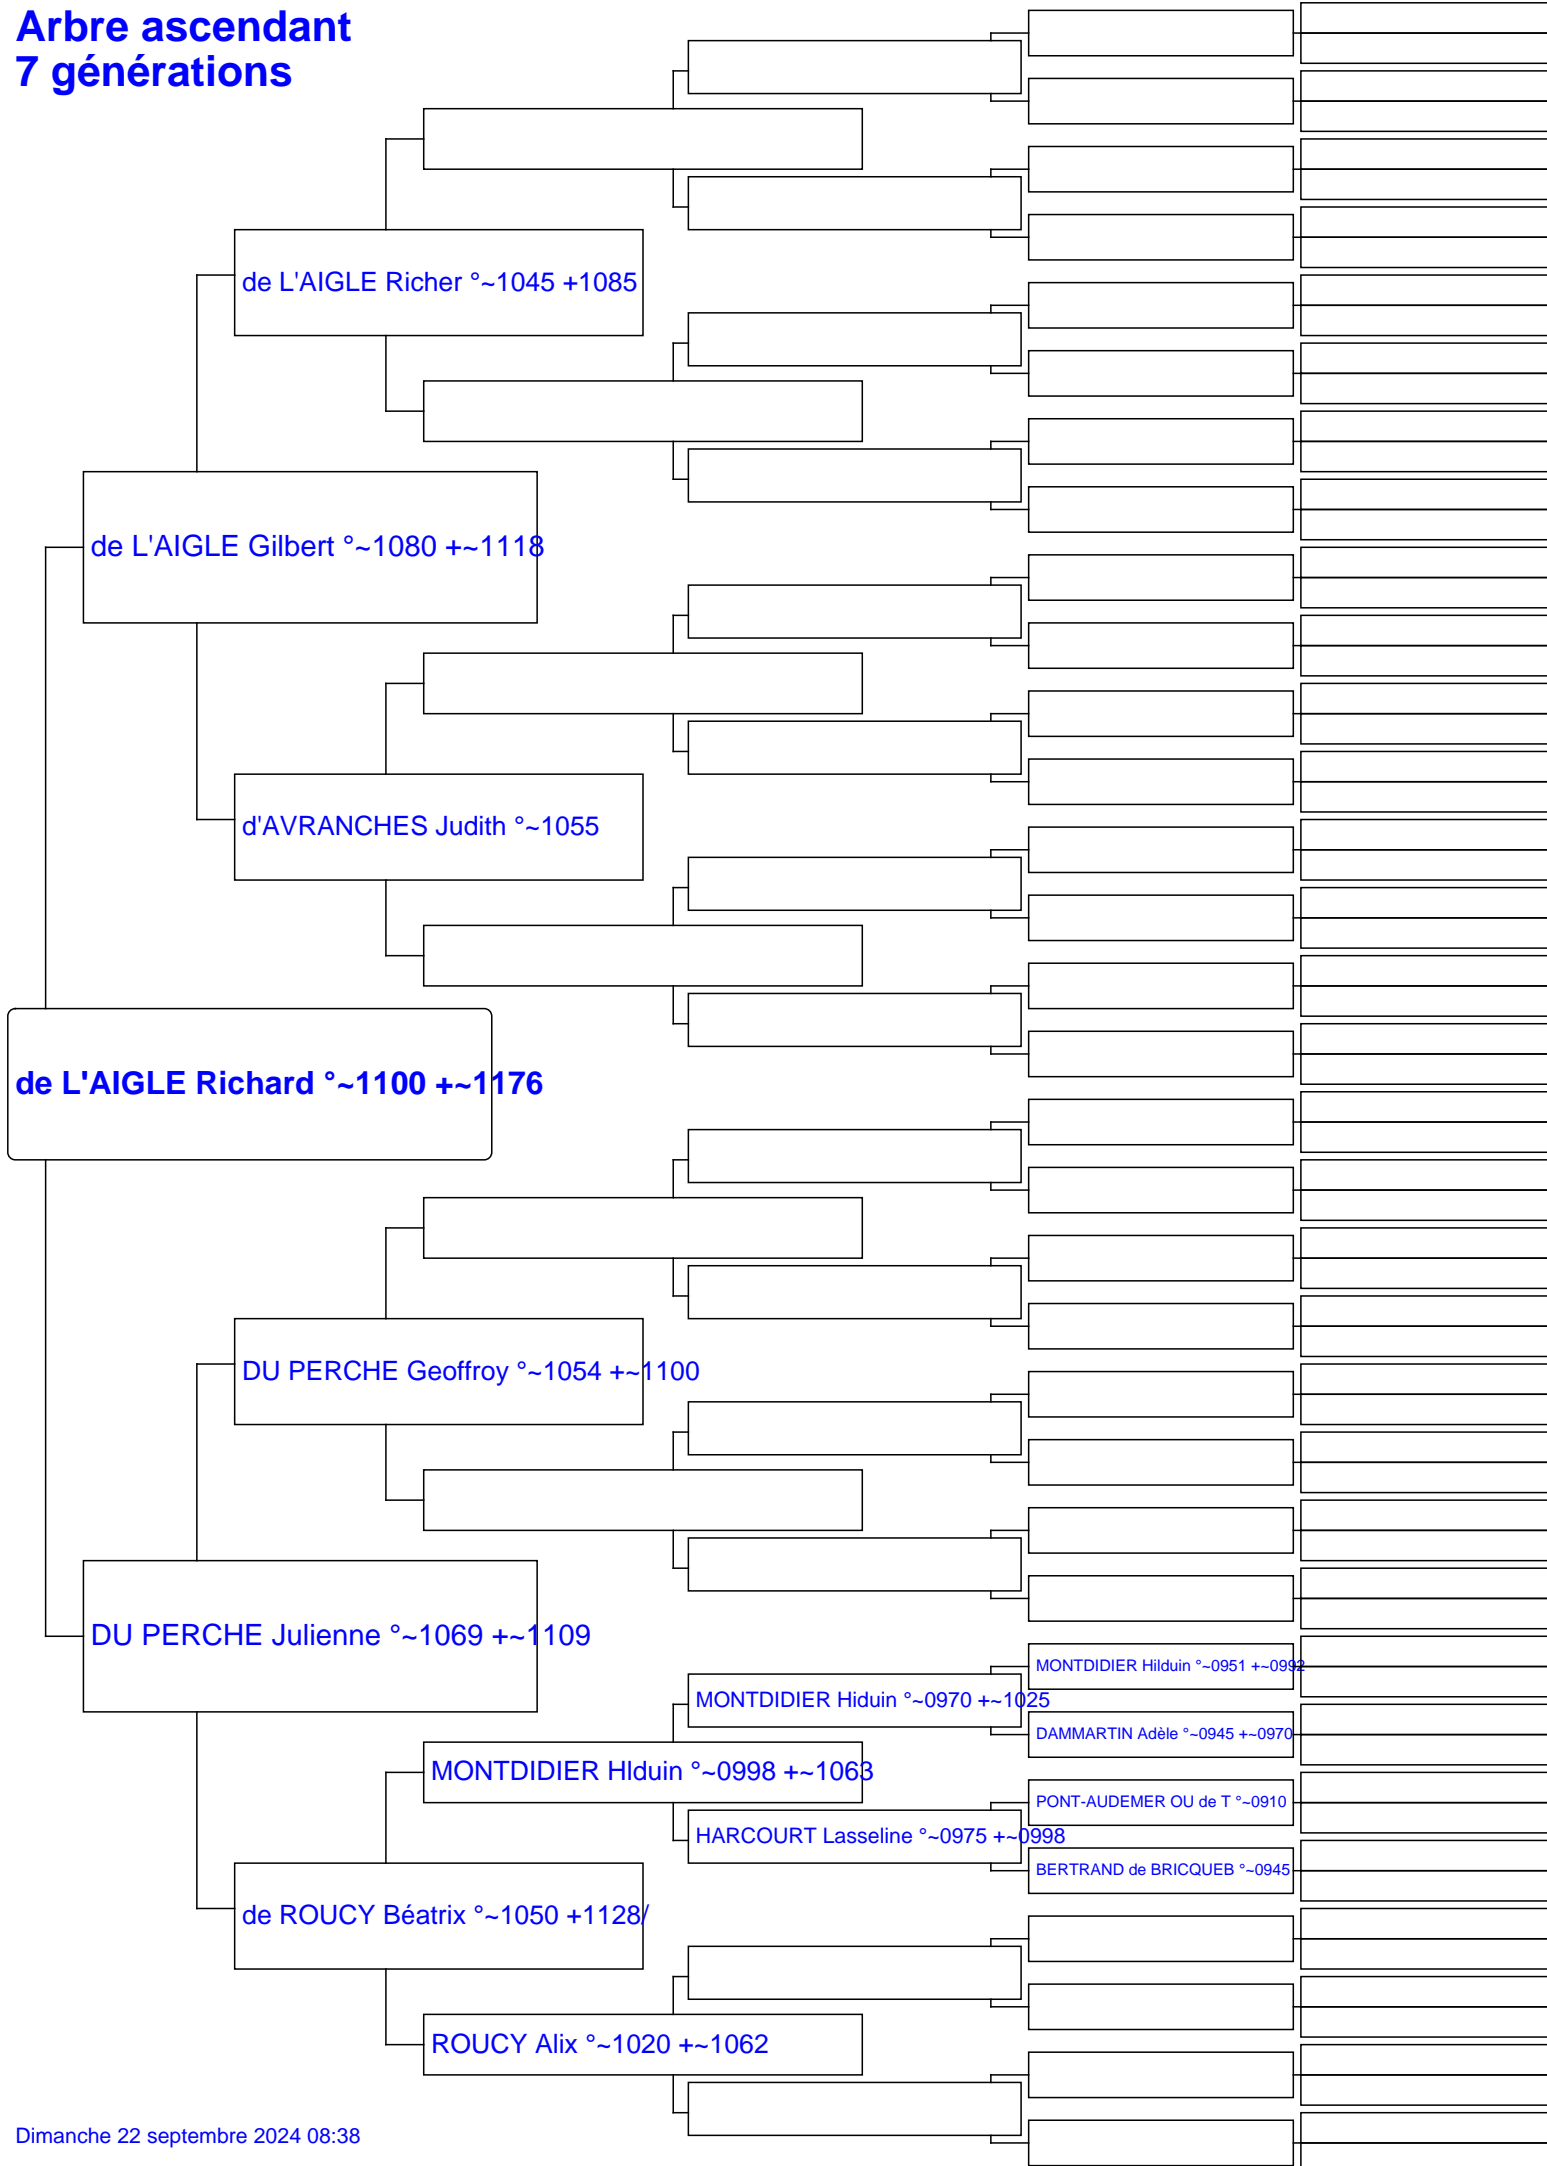 Arbre ascendant
7 générations
de L'AIGLE Richer °~1045 +1085
de L'AIGLE Gilbert °~1080 +~1118
d'AVRANCHES Judith °~1055
de L'AIGLE Richard °~1100 +~1176
DU PERCHE Geoffroy °~1054 +~1100
DU PERCHE Julienne °~1069 +~1109
MONTDIDIER Hilduin °~0951 +~0992
MONTDIDIER Hiduin °~0970 +~1025
DAMMARTIN Adèle °~0945 +~0970
MONTDIDIER HIduin °~0998 +~1063
PONT-AUDEMER OU de T °~0910
HARCOURT Lasseline °~0975 +~0998
BERTRAND de BRICQUEB °~0945
de ROUCY Béatrix °~1050 +1128/
ROUCY Alix °~1020 +~1062
Dimanche 22 septembre 2024 08:38